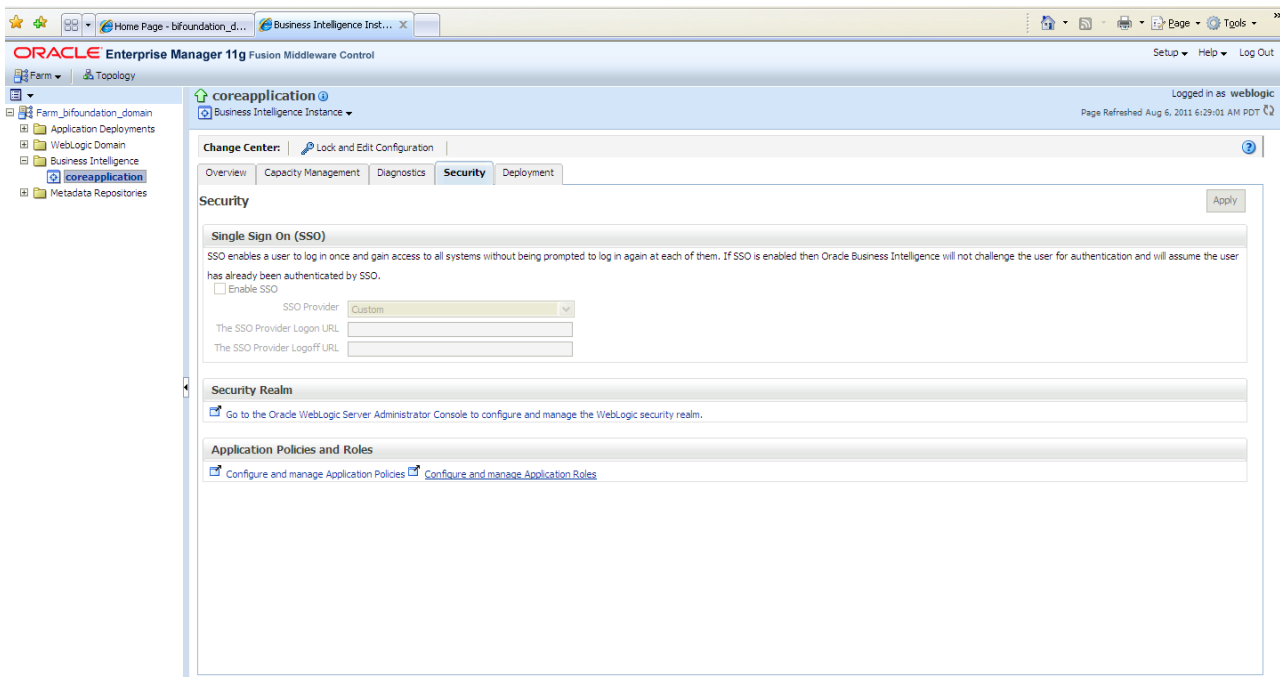 Home Page - bifoundation_d...
Business Intelligence Inst... X
Page
Tools
»
ORACLE Enterprise Manager 11g Fusion Middleware Control
Setup Help Log Out
Farm Topology
Farm_bifoundation_domain
Application Deployments
WebLogic Domain
Business Intelligence
coreapplication
Metadata Repositories
coreapplication
Logged in as weblogic
Business Intelligence Instance
Page Refreshed Aug 6, 2011 6:29:01 AM PDT
Change Center: Lock and Edit Configuration
Overview Capacity Management Diagnostics Security Deployment
Security
Apply
Single Sign On (SSO)
SSO enables a user to log in once and gain access to all systems without being prompted to log in again at each of them. If SSO is enabled then Oracle Business Intelligence will not challenge the user for authentication and will assume the user
has already been authenticated by SSO.
Enable SSO
SSO Provider Custom
The SSO Provider Logon URL
The SSO Provider Logoff URL
Security Realm
Go to the Oracle WebLogic Server Administrator Console to configure and manage the WebLogic security realm.
Application Policies and Roles
Configure and manage Application Policies Configure and manage Application Roles